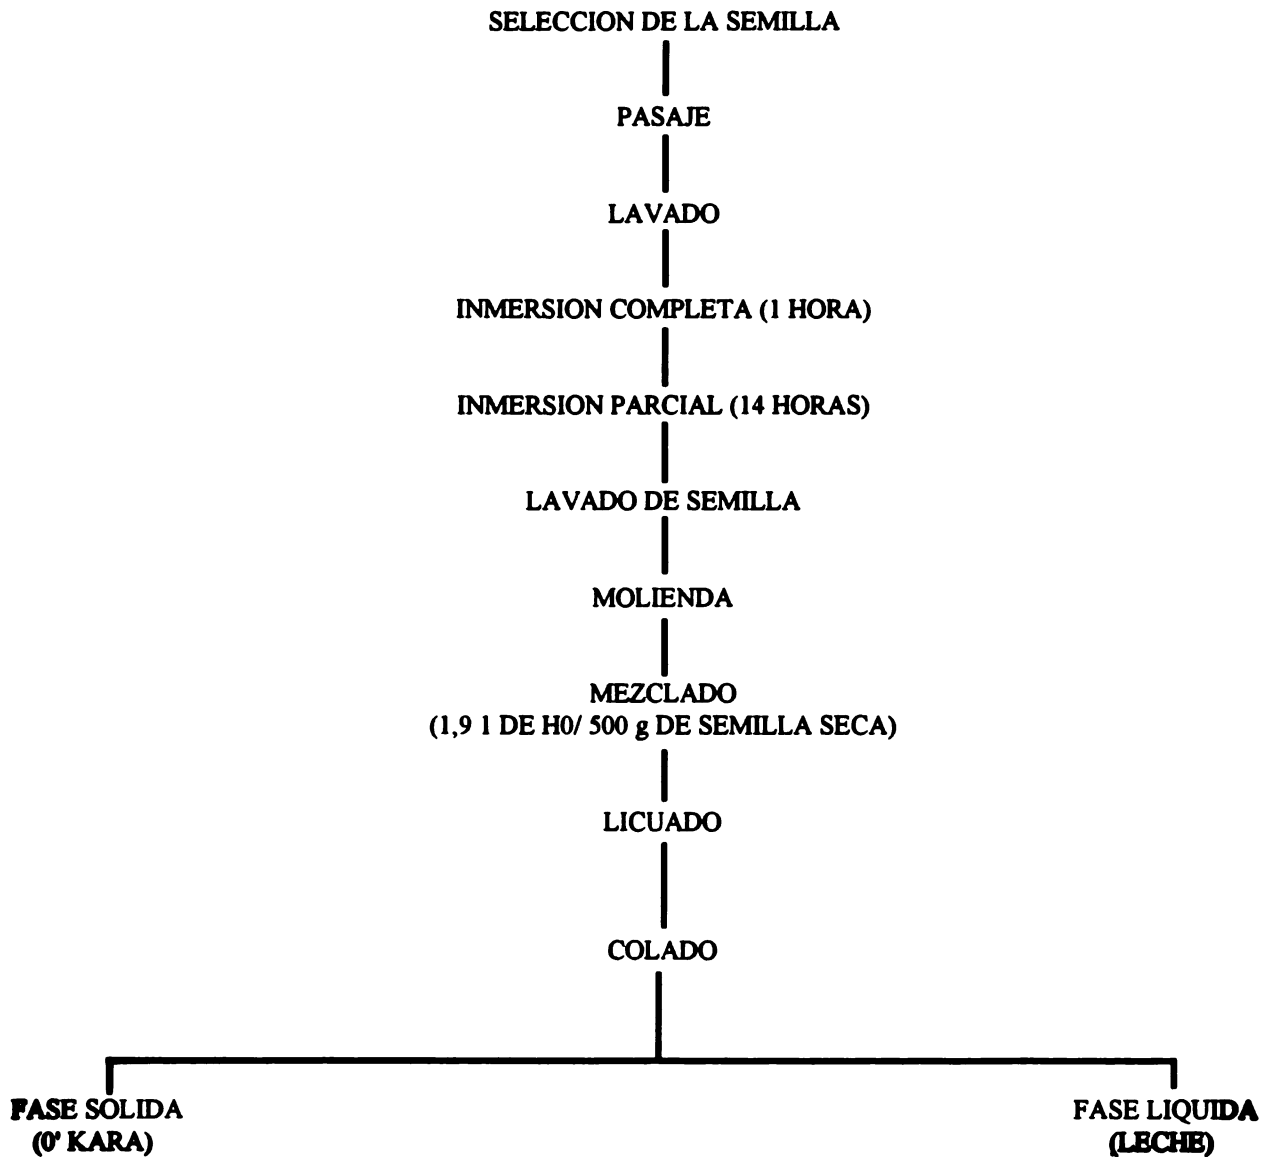 SELECCION DE LA SEMILLA
PASAJE
LAVADO
INMERSION COMPLETA (1 HORA)
INMERSION PARCIAL (14 HORAS)
LAVADO DE SEMILLA
MOLIENDA
MEZCLADO
(1,9 1 DE H0/ 500 g DE SEMILLA SECA)
LICUADO
COLADO
FASE SOLIDA
(0' KARA)
FASE LIQUIDA
(LECHE)